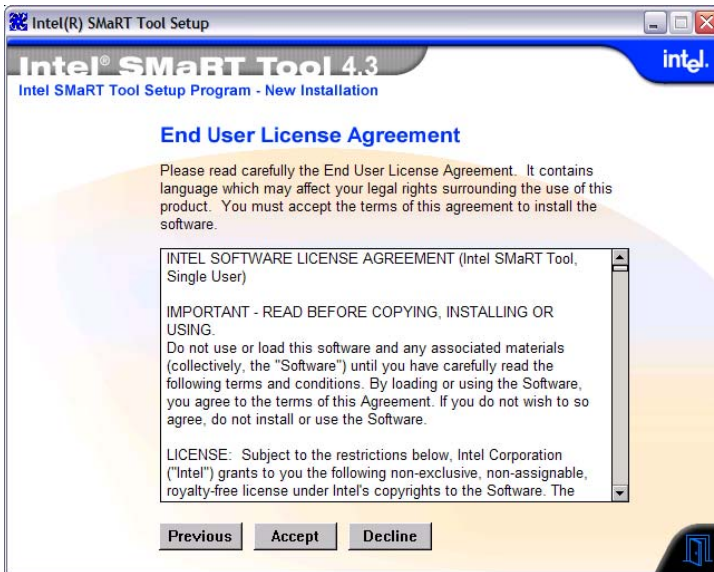 Intel(R) SMaRT Tool Setup
Intel® SMaRT Tool 4.3
intel.
Intel SMaRT Tool Setup Program - New Installation
End User License Agreement
Please read carefully the End User License Agreement. It contains
language which may affect your legal rights surrounding the use of this
product. You must accept the terms of this agreement to install the
software.
INTEL SOFTWARE LICENSE AGREEMENT (Intel SMaRT Tool,
Single User)
IMPORTANT - READ BEFORE COPYING, INSTALLING OR
USING.
Do not use or load this software and any associated materials
(collectively, the "Software") until you have carefully read the
following terms and conditions. By loading or using the Software,
you agree to the terms of this Agreement. If you do not wish to so
agree, do not install or use the Software.
LICENSE: Subject to the restrictions below, Intel Corporation
("Intel") grants to you the following non-exclusive, non-assignable,
royalty-free license under Intel's copyrights to the Software. The
Previous
Accept
Decline